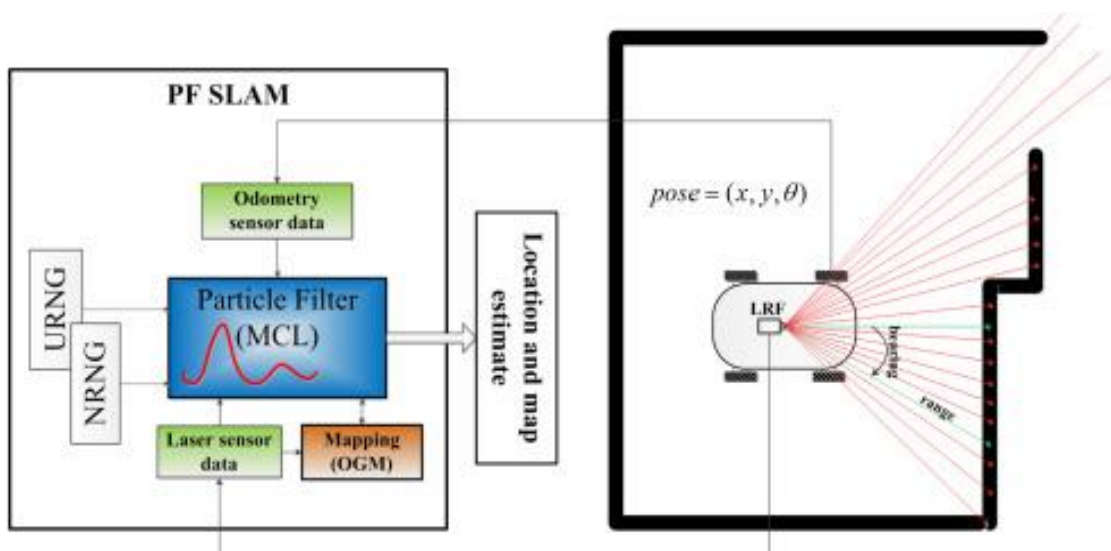 PF SLAM
Odometry
sensor data
pose = (x, y, θ)
URNG
NRNG
Particle Filter
(MCL)
Location and map
estimate
LRF
bearing
range
Laser sensor
data
Mapping
(OGM)